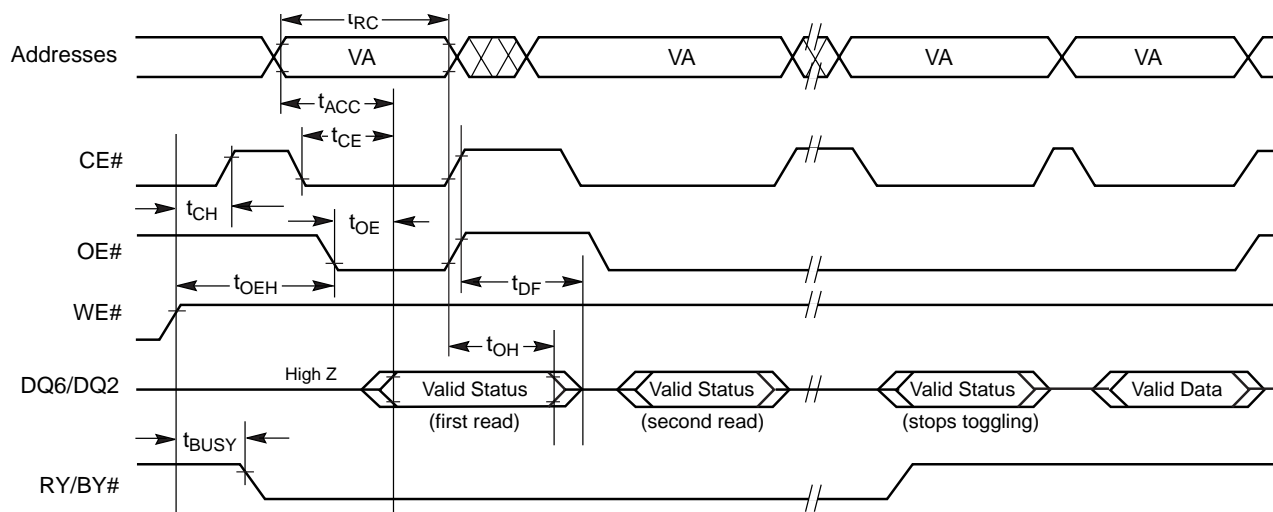 tRC
Addresses VA VA VA VA
tACC
tCE
CE#
tCH tOE
OE#
tOEH tDF
WE#
tOH
High Z
DQ6/DQ2 Valid Status Valid Status Valid Status Valid Data
(first read) (second read) (stops toggling)
tBUSY
RY/BY#